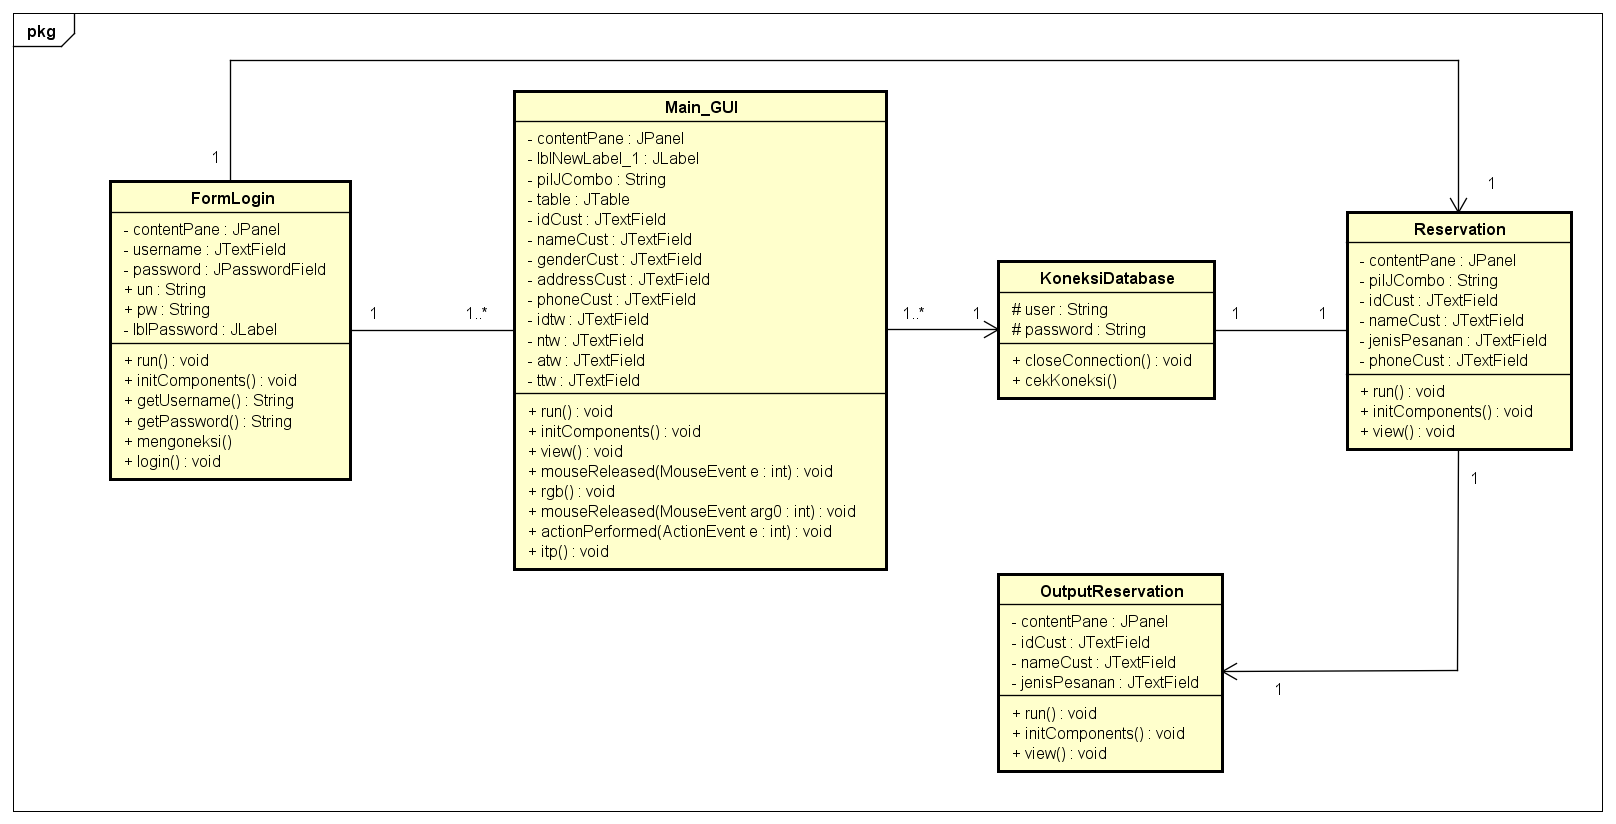 pkg
1
FormLogin
- contentPane : JPanel
- username : JTextField
- password : JPasswordField
+ un : String
+ pw : String
- lblPassword : JLabel
+ run() : void
+ initComponents() : void
+ getUsername() : String
+ getPassword() : String
+ mengoneksi()
+ login() : void
1
1..*
Main_GUI
- contentPane : JPanel
- lblNewLabel_1 : JLabel
- pilJCombo : String
- table : JTable
- idCust : JTextField
- nameCust : JTextField
- genderCust : JTextField
- addressCust : JTextField
- phoneCust : JTextField
- idtw : JTextField
- ntw : JTextField
- atw : JTextField
- ttw : JTextField
+ run() : void
+ initComponents() : void
+ view() : void
+ mouseReleased(MouseEvent e : int) : void
+ rgb() : void
+ mouseReleased(MouseEvent arg0 : int) : void
+ actionPerformed(ActionEvent e : int) : void
+ itp() : void
1..*
1
KoneksiDatabase
# user : String
# password : String
+ closeConnection() : void
+ cekKoneksi()
1
1
1
Reservation
- contentPane : JPanel
- pilJCombo : String
- idCust : JTextField
- nameCust : JTextField
- jenisPesanan : JTextField
- phoneCust : JTextField
+ run() : void
+ initComponents() : void
+ view() : void
1
OutputReservation
- contentPane : JPanel
- idCust : JTextField
- nameCust : JTextField
- jenisPesanan : JTextField
+ run() : void
+ initComponents() : void
+ view() : void
1